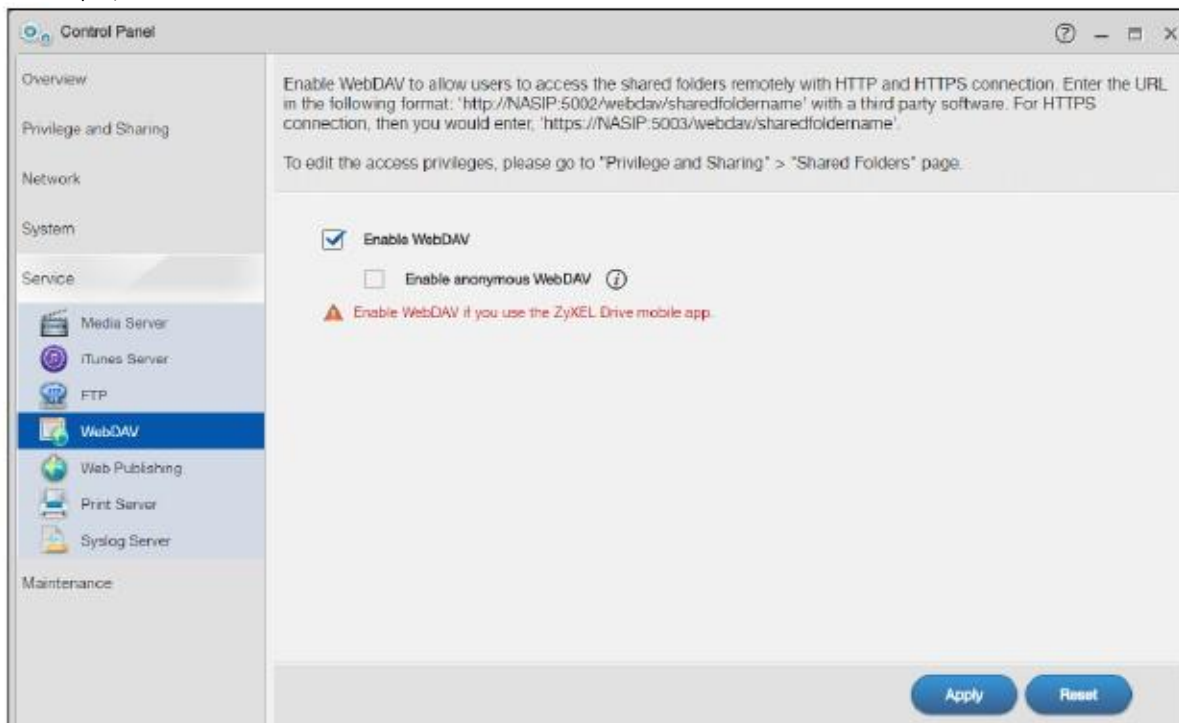 Control Panel
Overview
Privilege and Sharing
Network
System
Service
Media Server
iTunes Server
FTP
WebDAV
Web Publishing
Print Server
Syslog Server
Maintenance
Enable WebDAV to allow users to access the shared folders remotely with HTTP and HTTPS connection. Enter the URL
in the following format: 'http://NASIP:5002/webdav/sharedfoldername' with a third party software. For HTTPS
connection, then you would enter, 'https://NASIP:5003/webdav/sharedfoldername'.
To edit the access privileges, please go to "Privilege and Sharing" > "Shared Folders" page.
Enable WebDAV
Enable anonymous WebDAV
Enable WebDAV if you use the ZyXEL Drive mobile app.
Apply
Reset